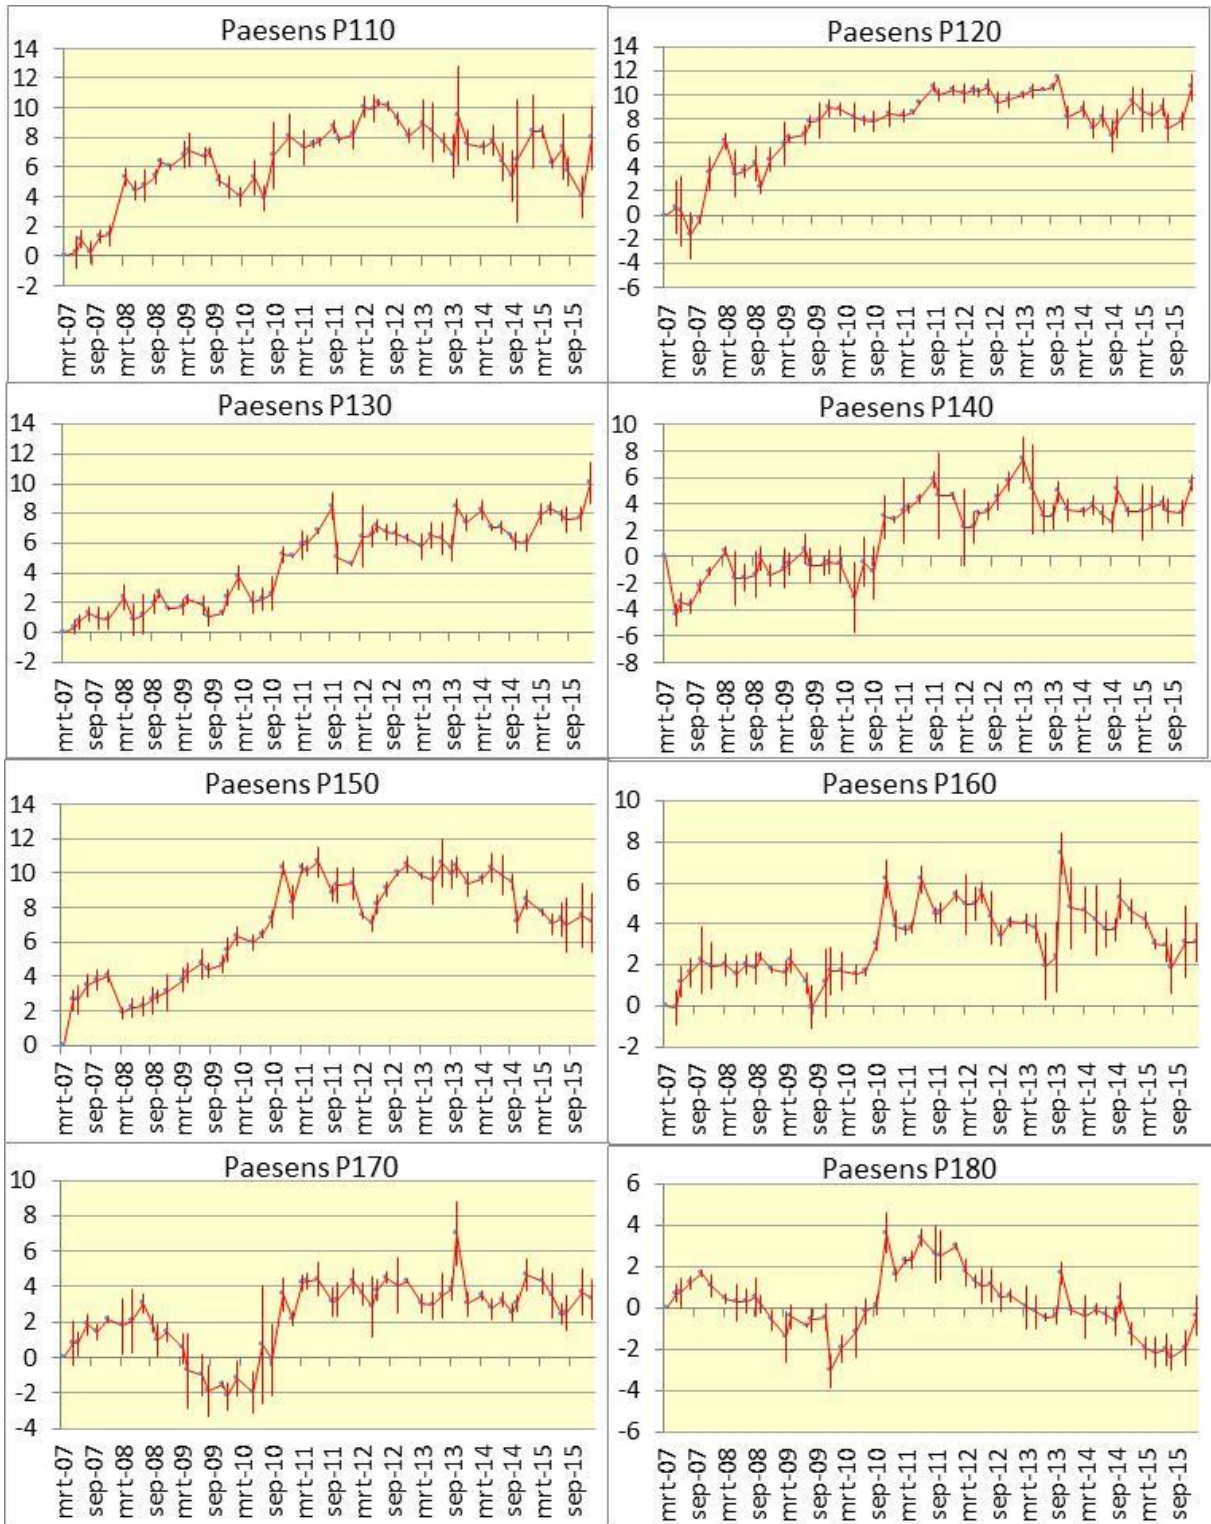 Paesens P110
14
12
10
8
6
4
2
0
-2
mrt-07
sep-07
mrt-08
sep-08
mrt-09
sep-09
mrt-10
sep-10
mrt-11
sep-11
mrt-12
sep-12
mrt-13
sep-13
mrt-14
sep-14
mrt-15
sep-15
Paesens P120
14
12
10
8
6
4
2
0
-2
-4
-6
mrt-07
sep-07
mrt-08
sep-08
mrt-09
sep-09
mrt-10
sep-10
mrt-11
sep-11
mrt-12
sep-12
mrt-13
sep-13
mrt-14
sep-14
mrt-15
sep-15
Paesens P130
14
12
10
8
6
4
2
0
-2
mrt-07
sep-07
mrt-08
sep-08
mrt-09
sep-09
mrt-10
sep-10
mrt-11
sep-11
mrt-12
sep-12
mrt-13
sep-13
mrt-14
sep-14
mrt-15
sep-15
Paesens P140
10
8
6
4
2
0
-2
-4
-6
-8
mrt-07
sep-07
mrt-08
sep-08
mrt-09
sep-09
mrt-10
sep-10
mrt-11
sep-11
mrt-12
sep-12
mrt-13
sep-13
mrt-14
sep-14
mrt-15
sep-15
Paesens P150
14
12
10
8
6
4
2
0
mrt-07
sep-07
mrt-08
sep-08
mrt-09
sep-09
mrt-10
sep-10
mrt-11
sep-11
mrt-12
sep-12
mrt-13
sep-13
mrt-14
sep-14
mrt-15
sep-15
Paesens P160
10
8
6
4
2
0
-2
mrt-07
sep-07
mrt-08
sep-08
mrt-09
sep-09
mrt-10
sep-10
mrt-11
sep-11
mrt-12
sep-12
mrt-13
sep-13
mrt-14
sep-14
mrt-15
sep-15
Paesens P170
10
8
6
4
2
0
-2
-4
mrt-07
sep-07
mrt-08
sep-08
mrt-09
sep-09
mrt-10
sep-10
mrt-11
sep-11
mrt-12
sep-12
mrt-13
sep-13
mrt-14
sep-14
mrt-15
sep-15
Paesens P180
6
4
2
0
-2
-4
-6
mrt-07
sep-07
mrt-08
sep-08
mrt-09
sep-09
mrt-10
sep-10
mrt-11
sep-11
mrt-12
sep-12
mrt-13
sep-13
mrt-14
sep-14
mrt-15
sep-15